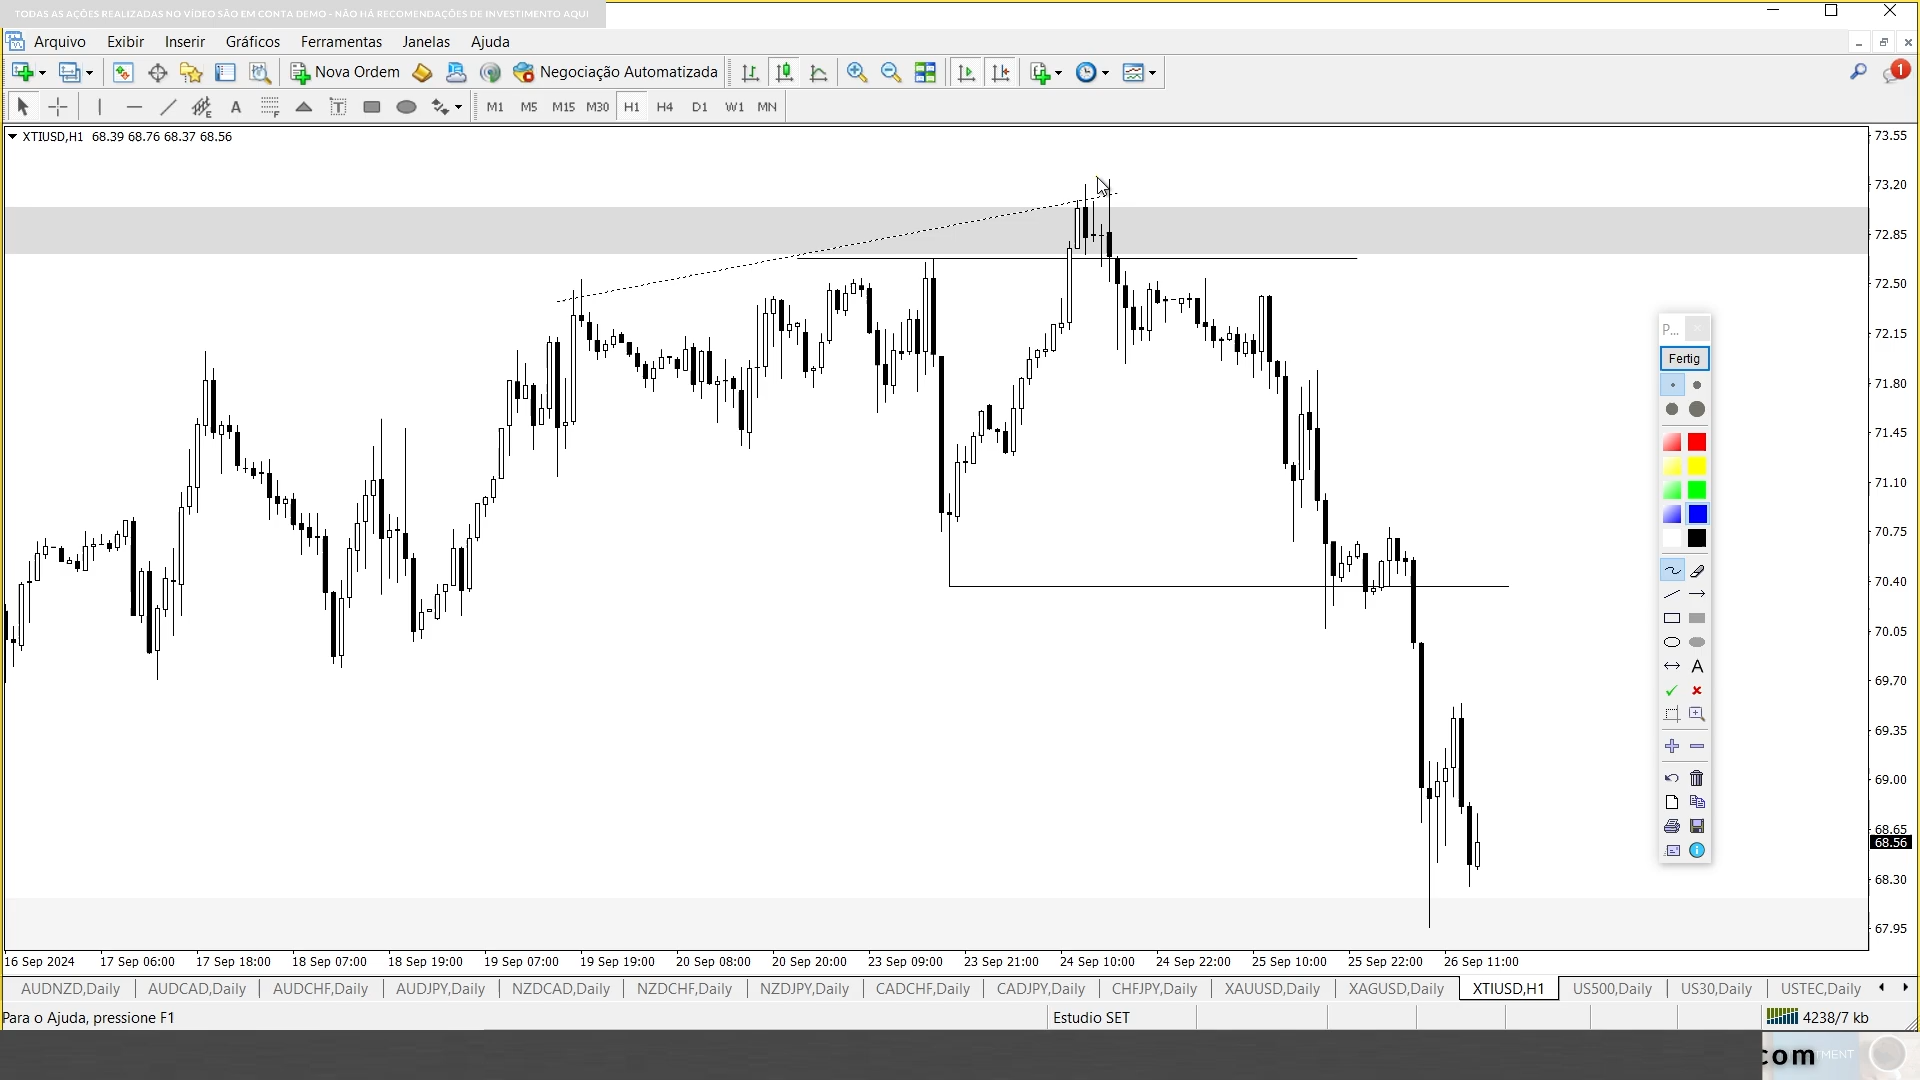 TODAS AS AÇÕES REALIZADAS NO VÍDEO SÃO EM CONTA DEMO - NÃO HÁ RECOMENDAÇÕES DE INVESTIMENTO AQUI
Arquivo Exibir Inserir Gráficos Ferramentas Janelas Ajuda
Nova Ordem Negociação Automatizada 1
A T F E M1 M5 M15 M30 H1 H4 D1 W1 MN
XTIUSD,H1 68.39 68.76 68.37 68.56
73.55
73.20
72.85
72.50
72.15
71.80
71.45
71.10
70.75
70.40
70.05
69.70
69.35
69.00
68.65
68.56
68.30
67.95
P...
Fertig
A
16 Sep 2024 17 Sep 06:00 17 Sep 18:00 18 Sep 07:00 18 Sep 19:00 19 Sep 07:00 19 Sep 19:00 20 Sep 08:00 20 Sep 20:00 23 Sep 09:00 23 Sep 21:00 24 Sep 10:00 24 Sep 22:00 25 Sep 10:00 25 Sep 22:00 26 Sep 11:00
AUDNZD,Daily AUDCAD,Daily AUDCHF,Daily AUDJPY,Daily NZDCAD,Daily NZDCHF,Daily NZDJPY,Daily CADCHF,Daily CADJPY,Daily CHFJPY,Daily XAUUSD,Daily XAGUSD,Daily XTIUSD,H1 US500,Daily US30,Daily USTEC,Daily
Para o Ajuda, pressione F1 Estudio SET 4238/7 kb
com MENT